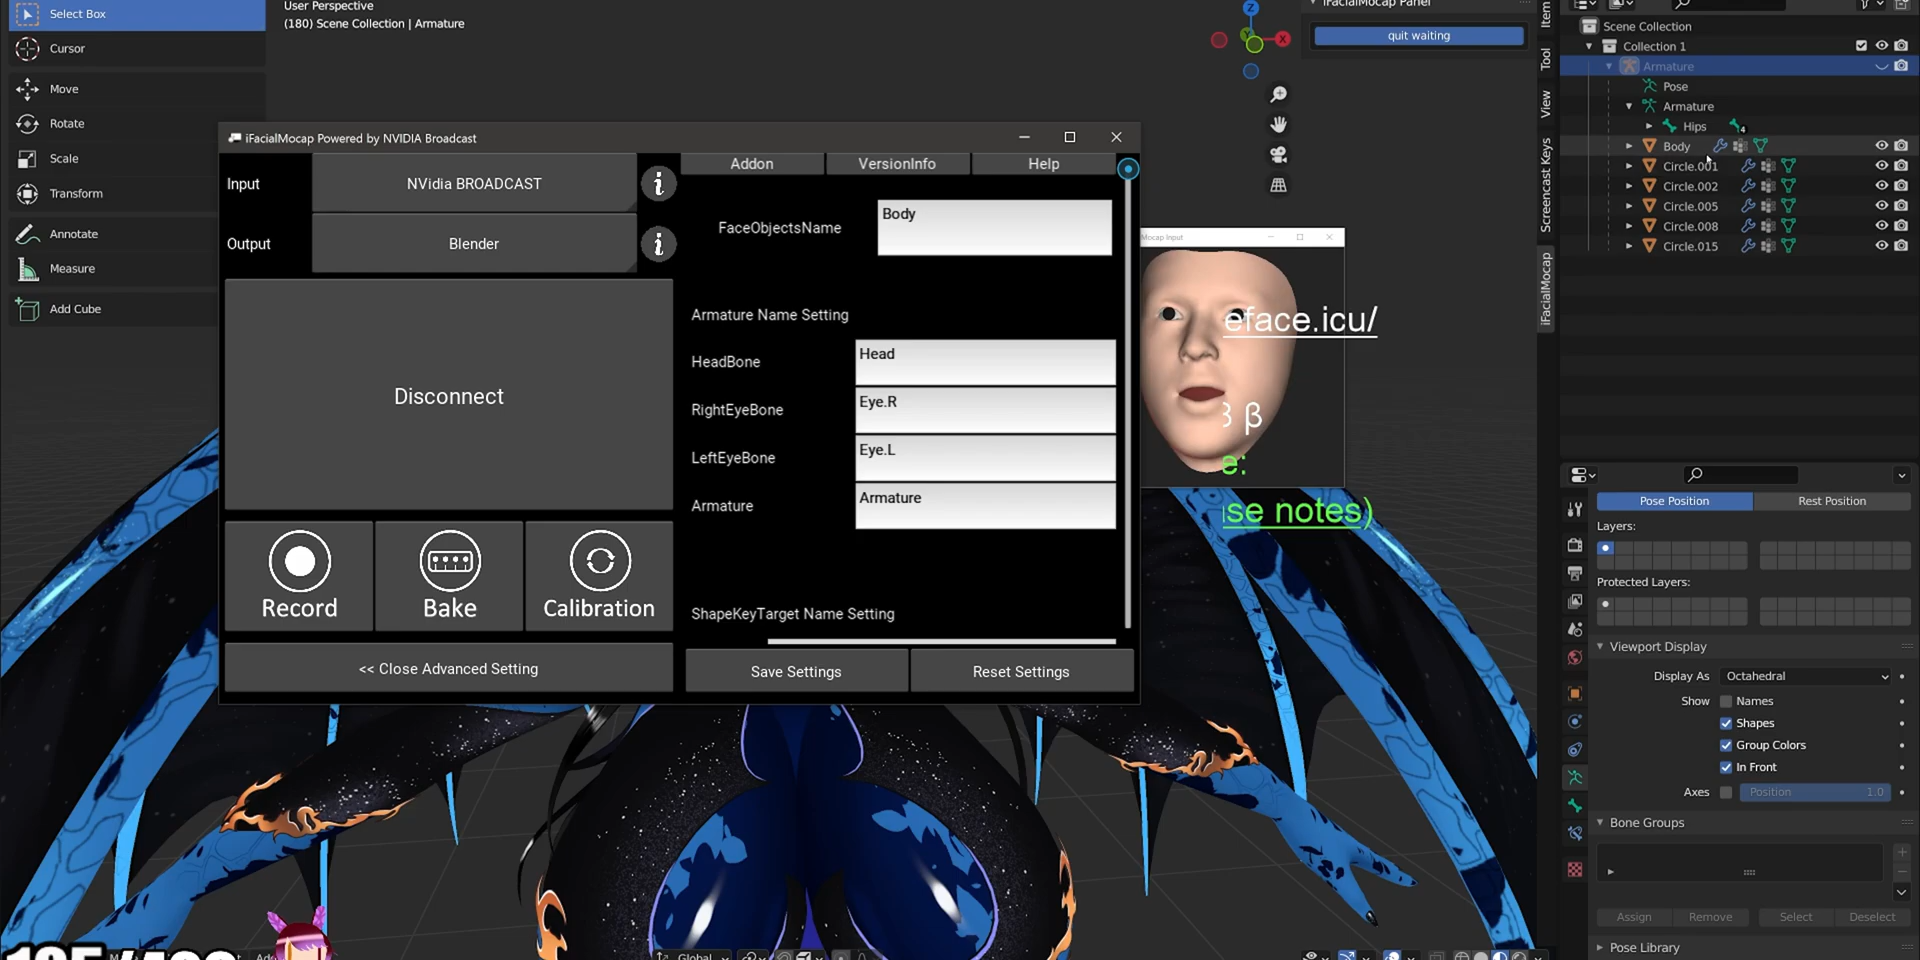 Select Box
Cursor
Move
Rotate
Scale
Transform
Annotate
Measure
Add Cube
User Perspective
(180) Scene Collection | Armature
iFacialMocap Powered by NVIDIA Broadcast
Input
NVidia BROADCAST
Output
Blender
Disconnect
Record
Bake
Calibration
<< Close Advanced Setting
Addon
VersionInfo
Help
FaceObjectsName
Body
Armature Name Setting
HeadBone
Head
RightEyeBone
Eye.R
LeftEyeBone
Eye.L
Armature
Armature
ShapeKeyTarget Name Setting
Save Settings
Reset Settings
Z
Y
X
iFacialMocap Panel
quit waiting
Item
Tool
View
Screencast Keys
iFacialMocap
Mocap Input
eface.icu/
β
e:
se notes)
Scene Collection
Collection 1
Armature
Pose
Armature
Hips
4
Body
Circle.001
Circle.002
Circle.005
Circle.008
Circle.015
Pose Position
Rest Position
Layers:
Protected Layers:
Viewport Display
Display As
Octahedral
Show
Names
Shapes
Group Colors
In Front
Axes
Position
1.0
Bone Groups
Assign
Remove
Select
Deselect
Pose Library
Global